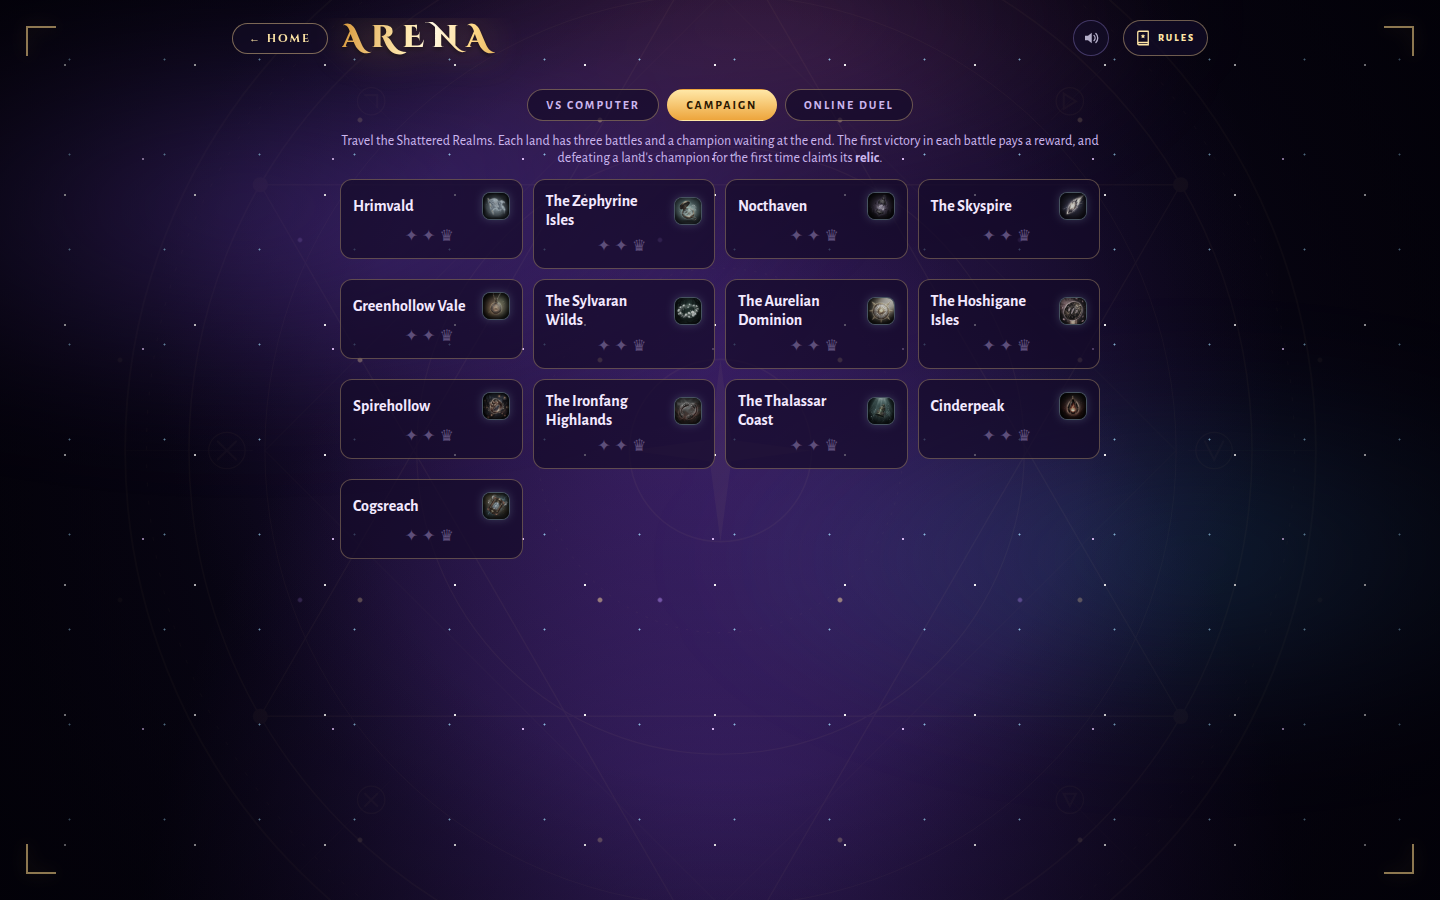 ← HOME
ARENA
RULES
VS COMPUTER
CAMPAIGN
ONLINE DUEL
Travel the Shattered Realms. Each land has three battles and a champion waiting at the end. The first victory in each battle pays a reward, and
defeating a land's champion for the first time claims its relic.
Hrimvald
The Zephyrine
Isles
Nocthaven
The Skyspire
Greenhollow Vale
The Sylvaran
Wilds
The Aurelian
Dominion
The Hoshigane
Isles
Spirehollow
The Ironfang
Highlands
The Thalassar
Coast
Cinderpeak
Cogsreach